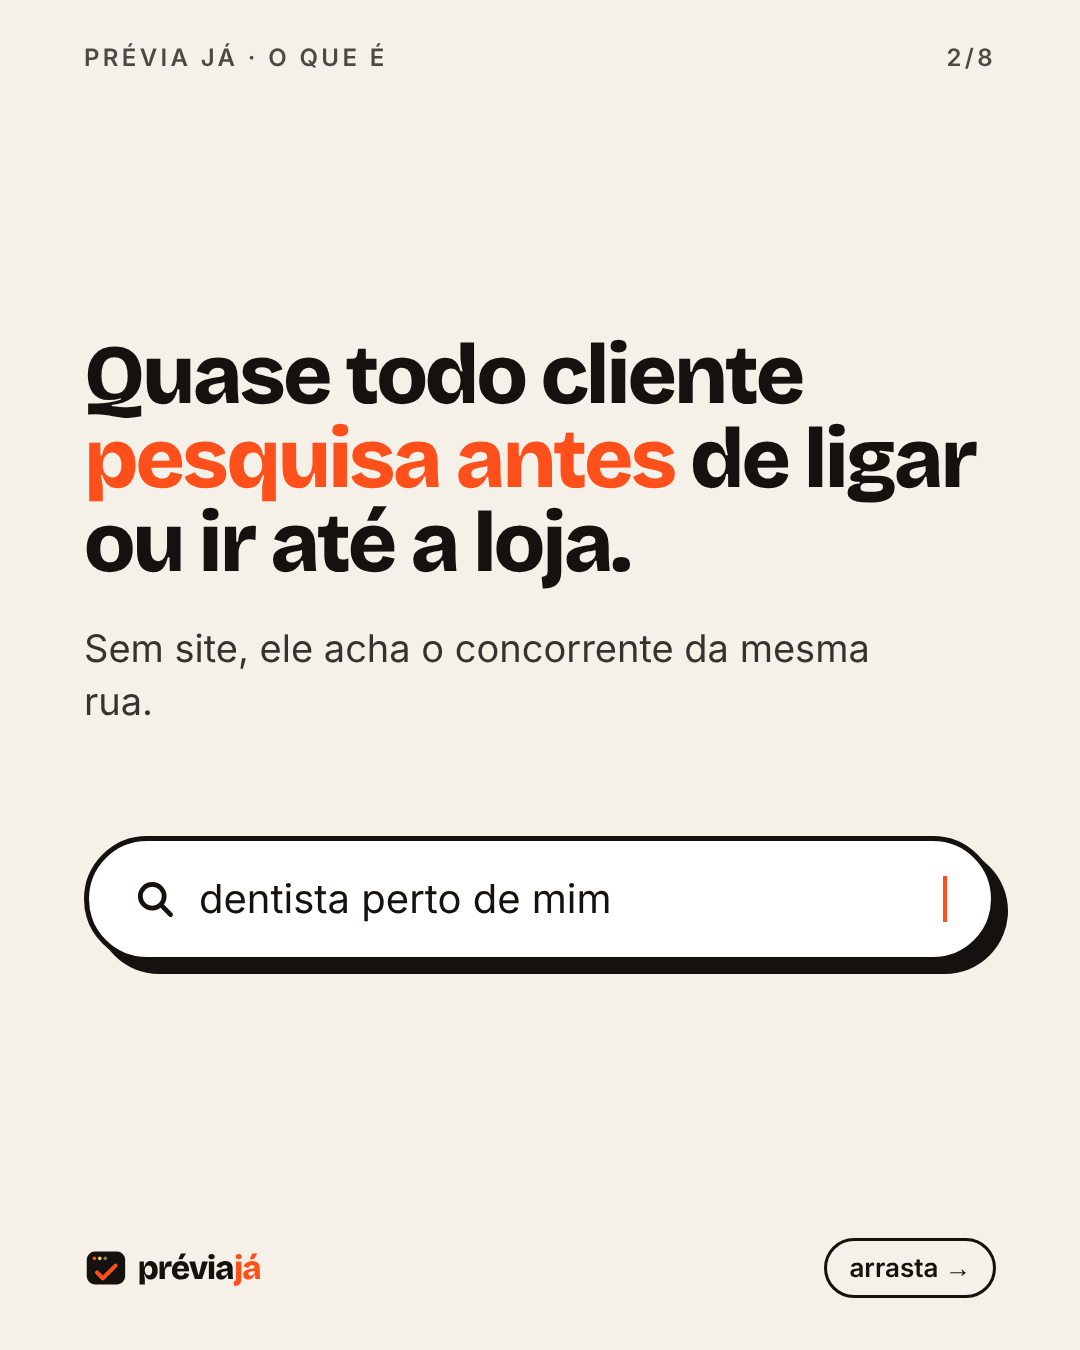 PRÉVIA JÁ · O QUE É
2/8
Quase todo cliente
pesquisa antes de ligar
ou ir até a loja.
Sem site, ele acha o concorrente da mesma
rua.
dentista perto de mim
préviajá
arrasta →